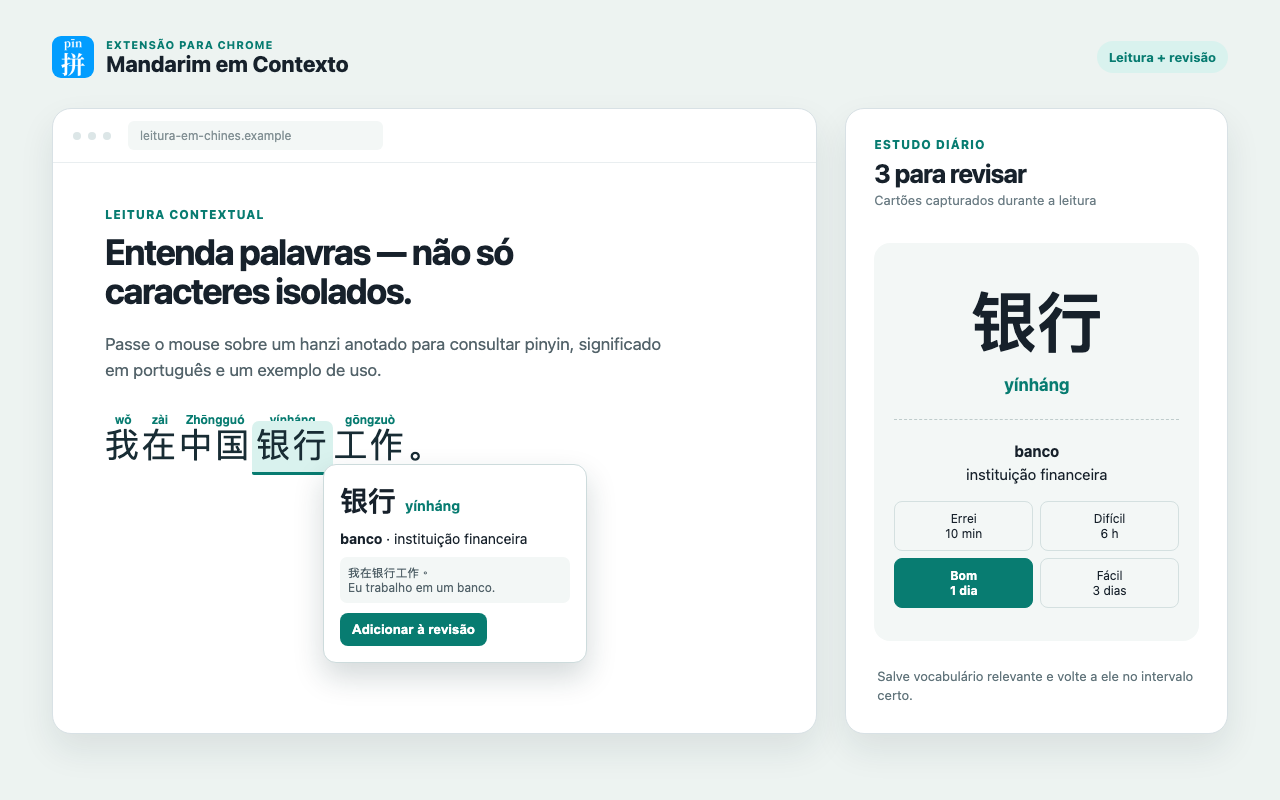 pīn
拼
EXTENSÃO PARA CHROME
Mandarim em Contexto
Leitura + revisão
leitura-em-chines.example
LEITURA CONTEXTUAL
Entenda palavras — não só
caracteres isolados.
Passe o mouse sobre um hanzi anotado para consultar pinyin, significado
em português e um exemplo de uso.
wǒ zài Zhōngguó yínháng gōngzuò
我在中国银行工作。
银行 yínháng
banco · instituição financeira
我在银行工作。
Eu trabalho em um banco.
Adicionar à revisão
ESTUDO DIÁRIO
3 para revisar
Cartões capturados durante a leitura
银行
yínháng
banco
instituição financeira
Errei
10 min
Difícil
6 h
Bom
1 dia
Fácil
3 dias
Salve vocabulário relevante e volte a ele no intervalo
certo.